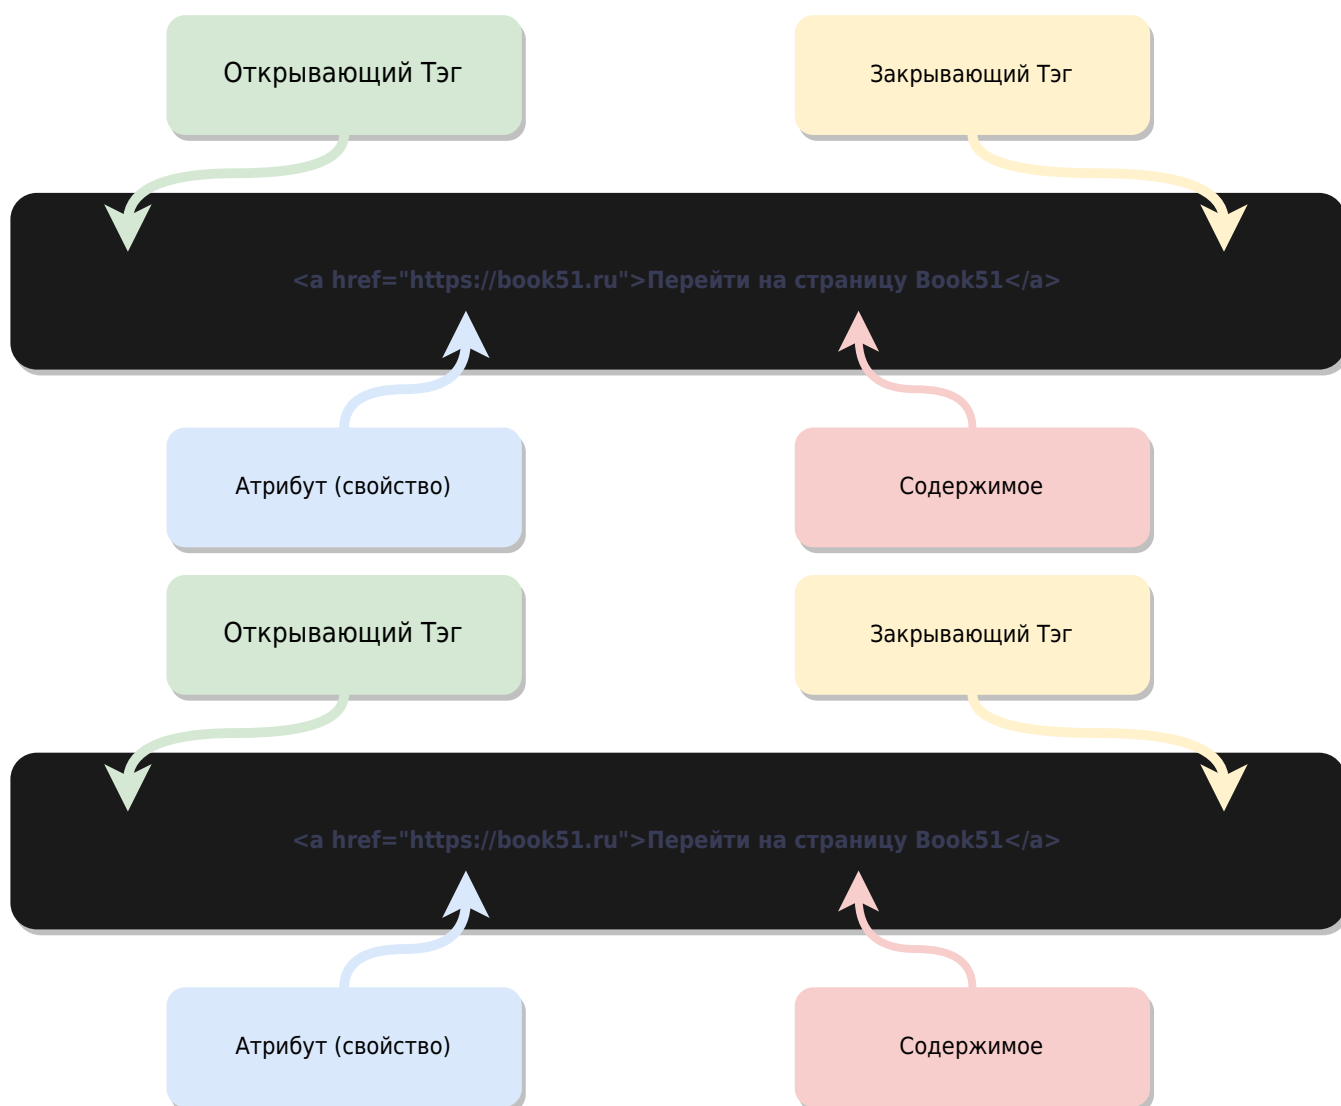 Открывающий Тэг
Закрывающий Тэг
<a href="https://book51.ru">Перейти на страницу Book51</a>
Атрибут (свойство)
Содержимое
Открывающий Тэг
Закрывающий Тэг
<a href="https://book51.ru">Перейти на страницу Book51</a>
Атрибут (свойство)
Содержимое